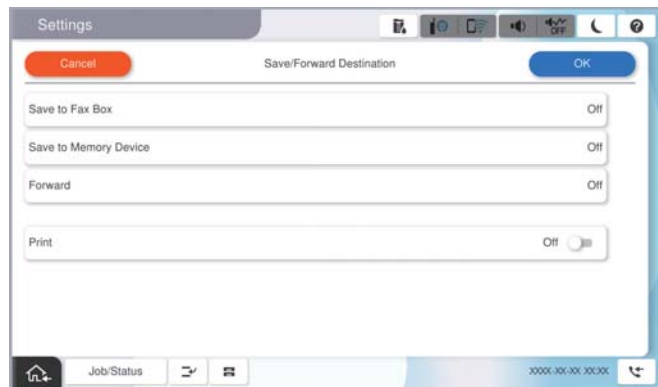 Settings
OFF
Cancel
Save/Forward Destination
OK
Save to Fax Box
Off
Save to Memory Device
Off
Forward
Off
Print
Off
Job/Status
XXXX-XX-XX XX:XX